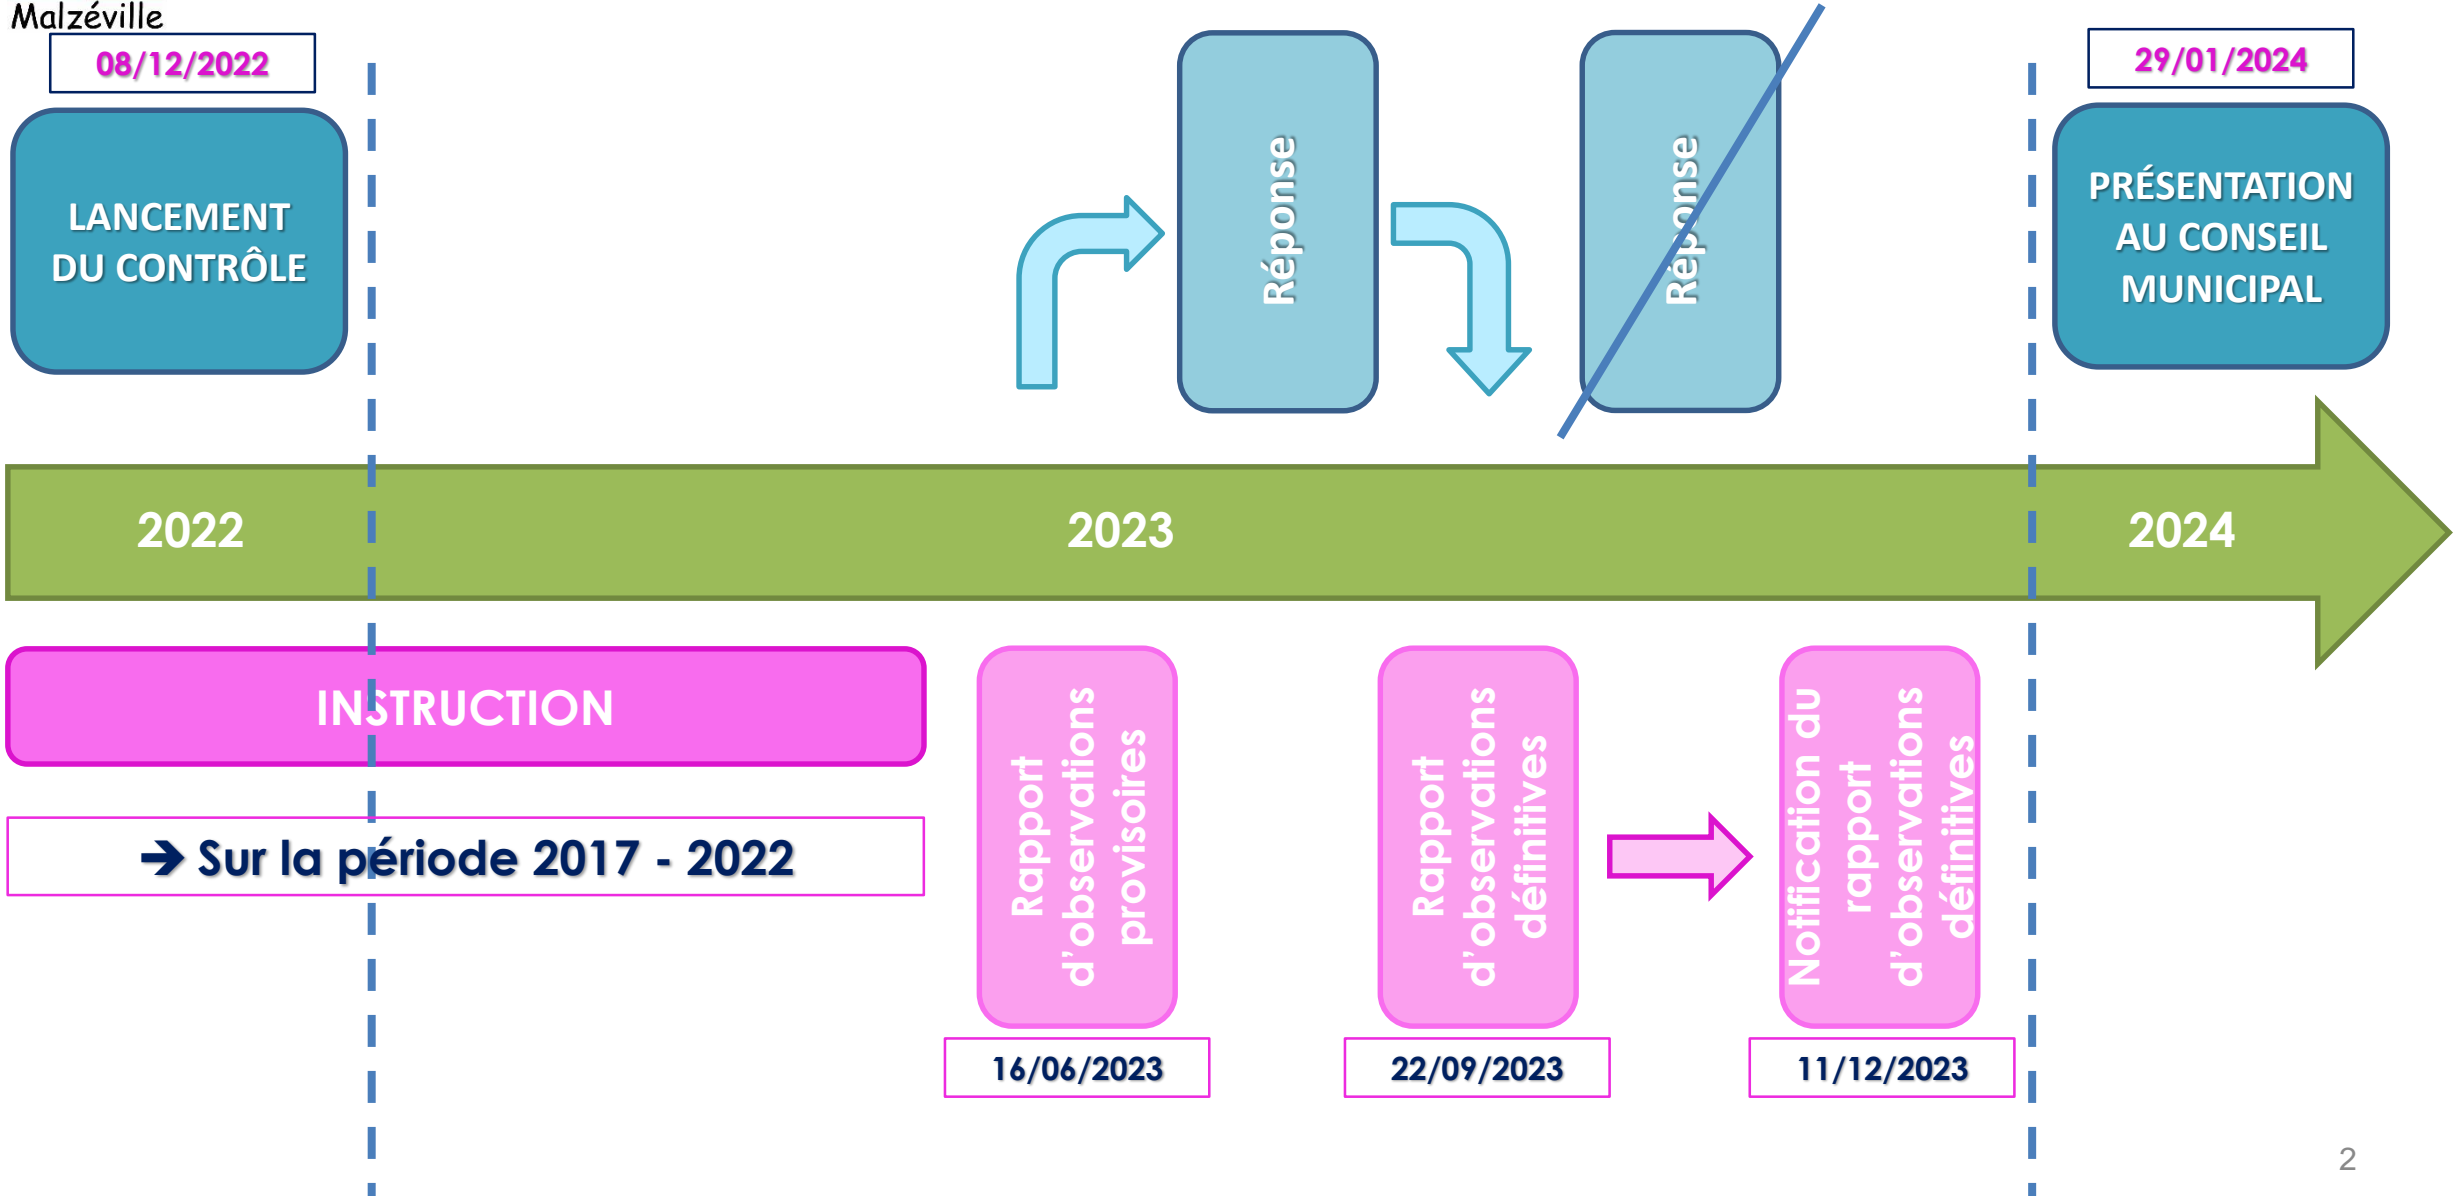 Malzéville
08/12/2022
LANCEMENT
DU CONTRÔLE
Réponse
Réponse
29/01/2024
PRÉSENTATION
AU CONSEIL
MUNICIPAL
2022
2023
2024
INSTRUCTION
➔ Sur la période 2017 - 2022
Rapport
d'observations
provisoires
16/06/2023
Rapport
d'observations
définitives
22/09/2023
Notification du
rapport
d'observations
définitives
11/12/2023
2